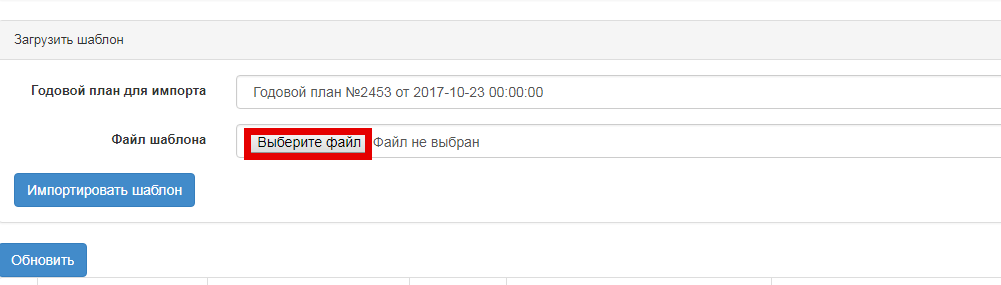 Загрузить шаблон
Годовой план для импорта Годовой план №2453 от 2017-10-23 00:00:00
Файл шаблона Выберите файл Файл не выбран
Импортировать шаблон
Обновить